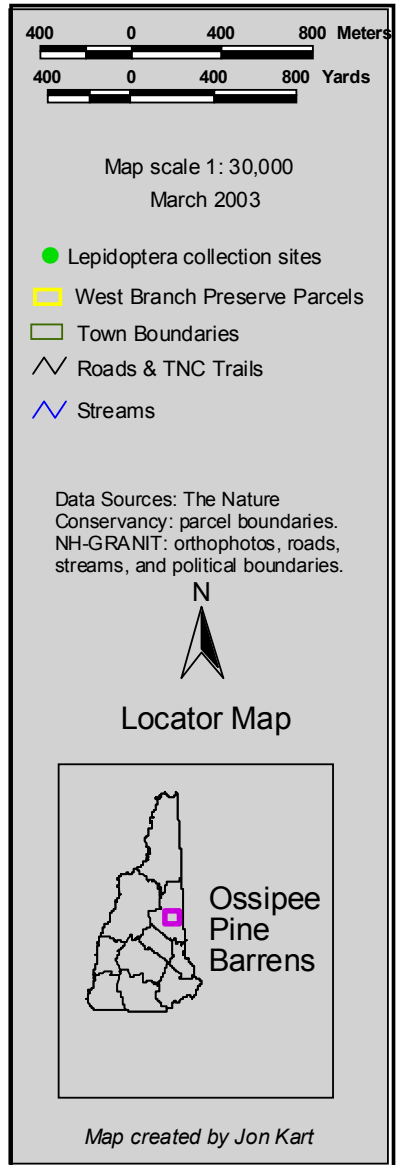 400 0 400 800 Meters
400 0 400 800 Yards
Map scale 1: 30,000
March 2003
Lepidoptera collection sites
West Branch Preserve Parcels
Town Boundaries
Roads & TNC Trails
Streams
Data Sources: The Nature
Conservancy: parcel boundaries.
NH-GRANIT: orthophotos, roads,
streams, and political boundaries.
N
Locator Map
Ossipee
Pine
Barrens
Map created by Jon Kart